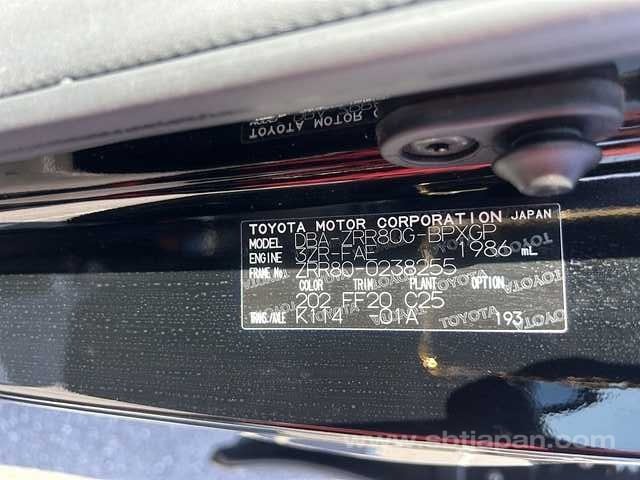 TOYOTA MOTOR CORPORATION JAPAN
MODEL DBA-ZRR80G-BPXGP
ENGINE 3ZR-FAE 1986 mL
FRAME No. ZRR80-0238255
COLOR TRIM PLANT OPTION
202 FF20 C25
TRANS./AXLE K114 -01A 193
www.sbtjapan.com